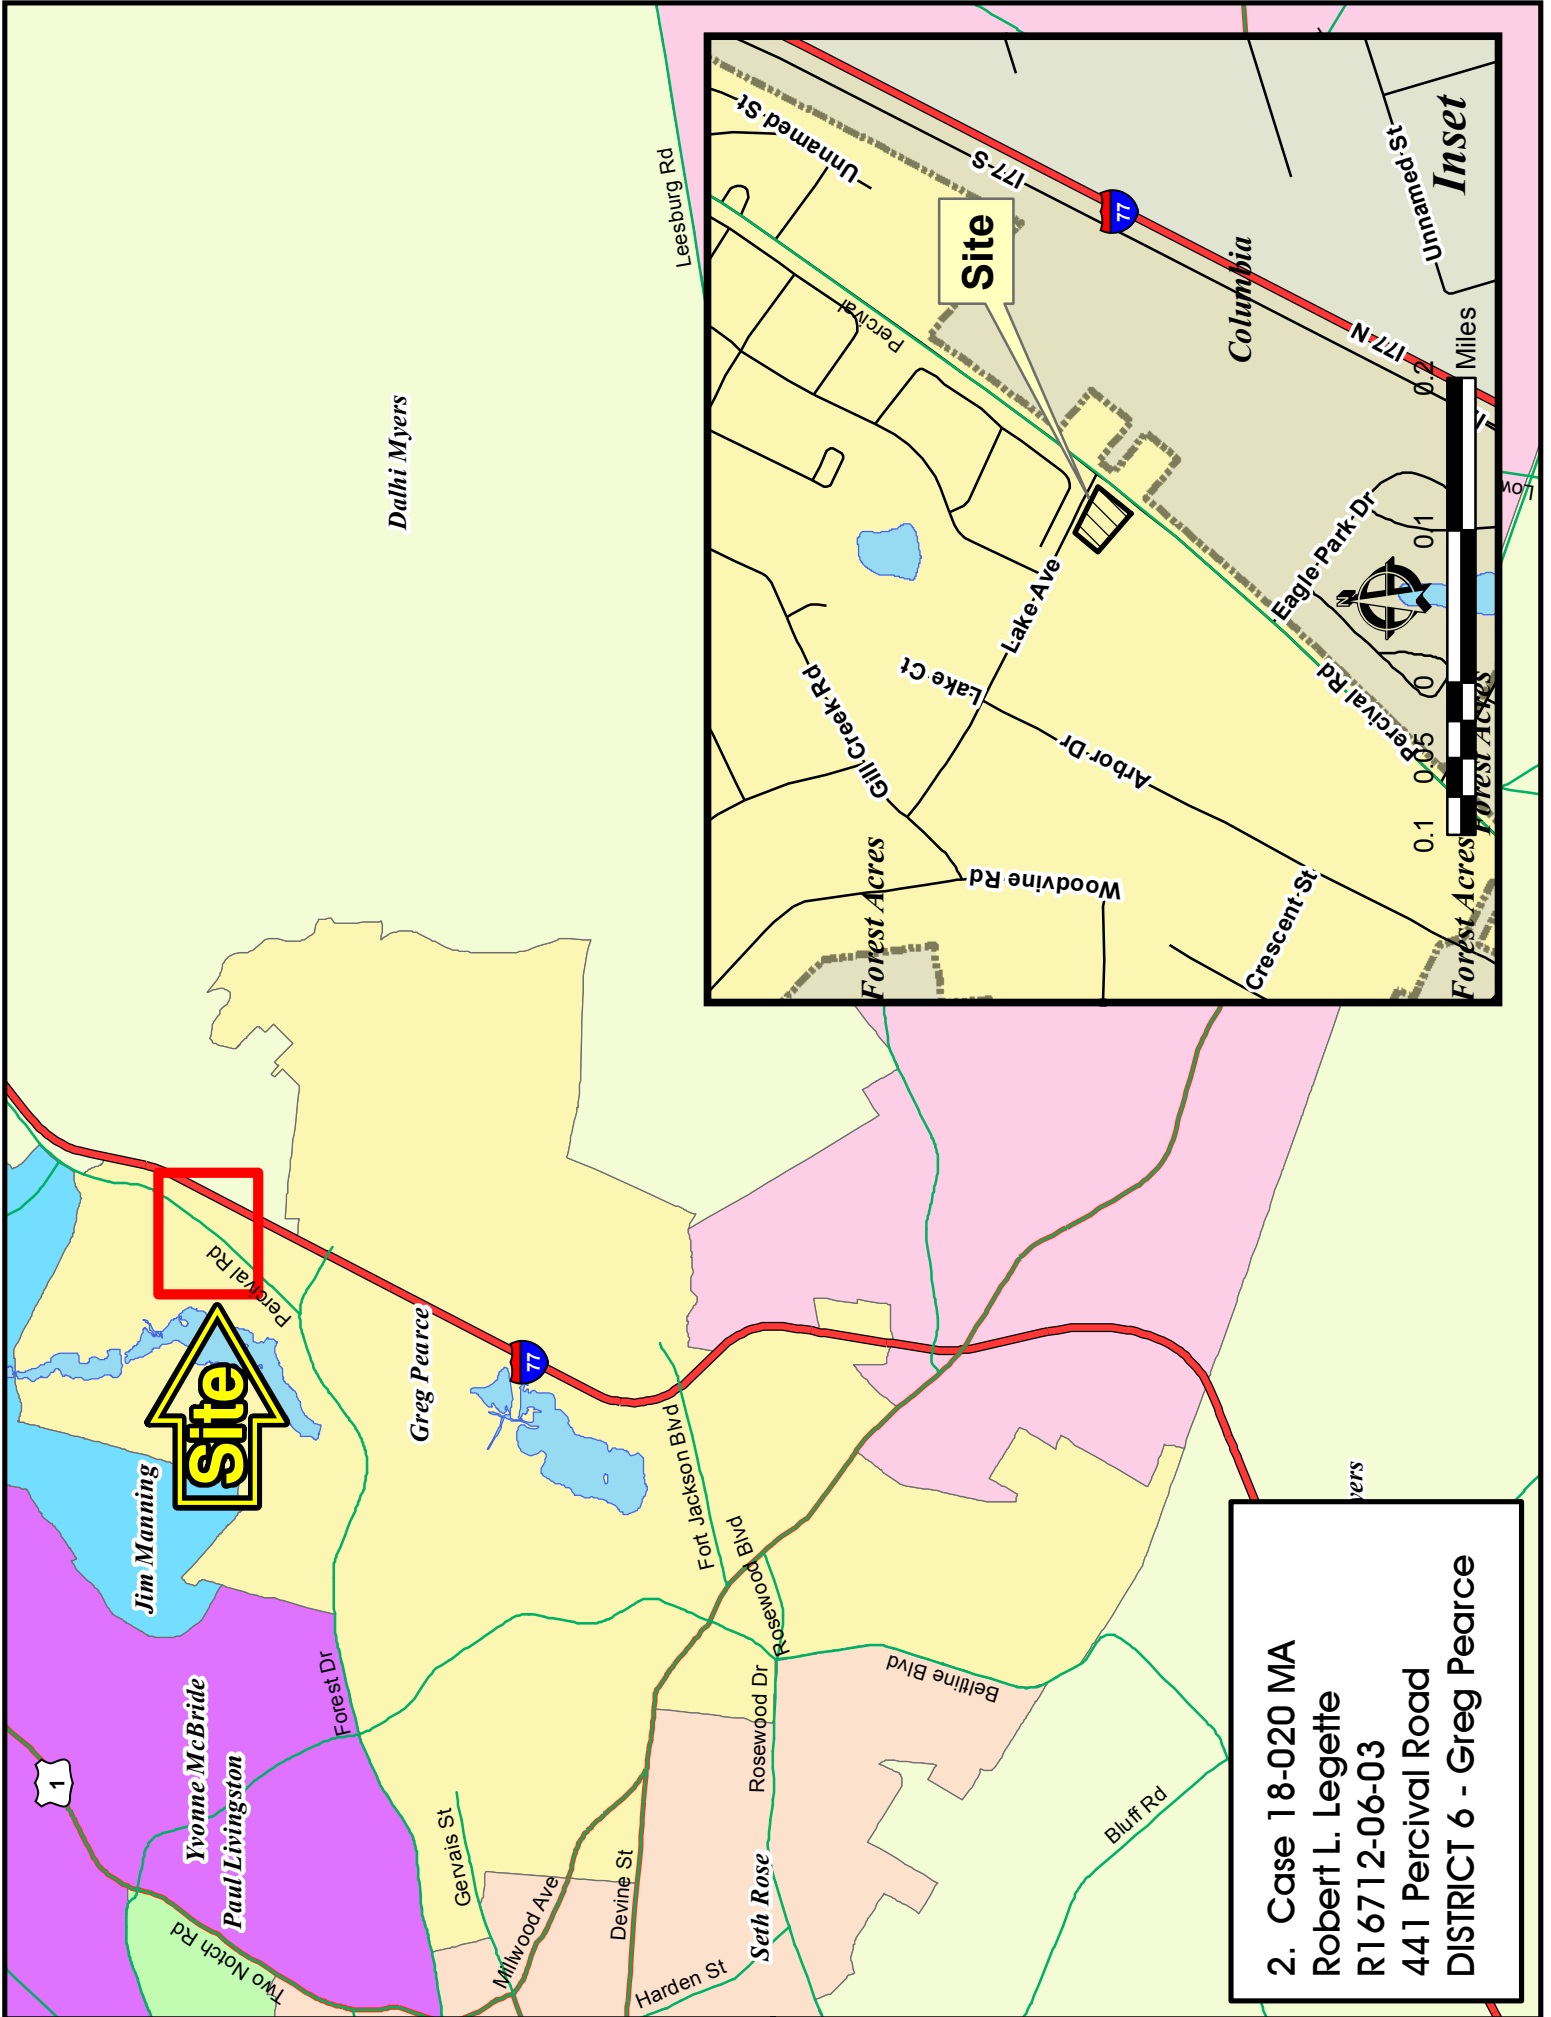 Dalhi Myers
Leesburg Rd
Jim Manning
Site
Percival Rd
Greg Pearce
77
Yvonne McBride
Paul Livingston
1
Two Notch Rd
Forest Dr
Gervais St
Millwood Ave
Devine St
Harden St
Seth Rose
Rosewood Dr
Rosewood Blvd
Fort Jackson Blvd
Beltline Blvd
Bluff Rd
yers
Low
Unnamed St
Percival
I77 S
Site
77
Columbia
I77 N
Unnamed St
Inset
Lake Ave
Lake Ct
Gill Creek Rd
Arbor Dr
Woodvine Rd
Crescent St
Eagle Park Dr
Percival Rd
Forest Acres
Forest Acres
Forest Acres
N
0.1 0.05 0 0.1 0.2
Miles
2. Case 18-020 MA
Robert L. Legette
R16712-06-03
441 Percival Road
DISTRICT 6 - Greg Pearce